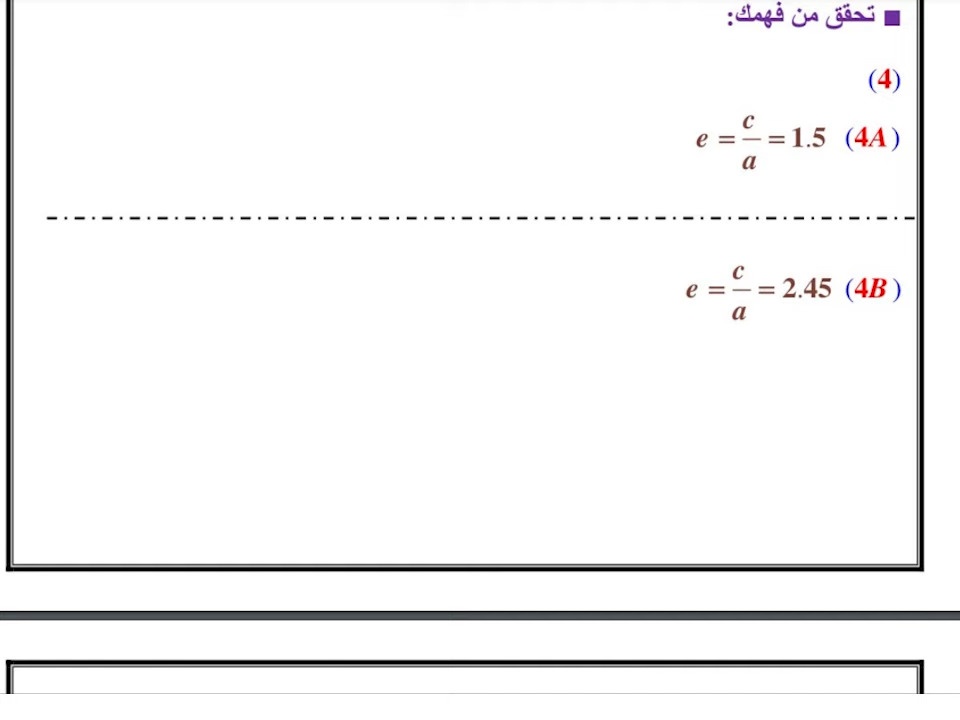 ■ تحقق من فهمك:
(4)
(4A) e = c/a = 1.5
(4B) e = c/a = 2.45